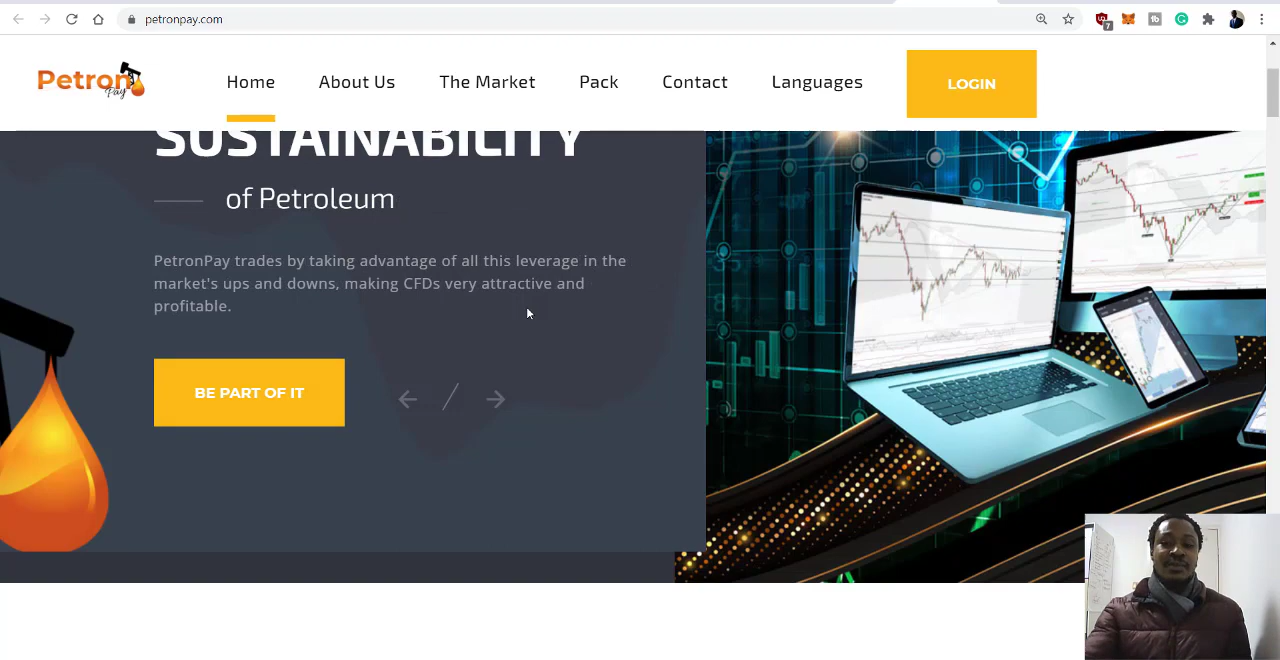 petronpay.com
7
Petron
Pay
Home
About Us
The Market
Pack
Contact
Languages
LOGIN
SUSTAINABILITY
of Petroleum
PetronPay trades by taking advantage of all this leverage in the
market's ups and downs, making CFDs very attractive and
profitable.
BE PART OF IT